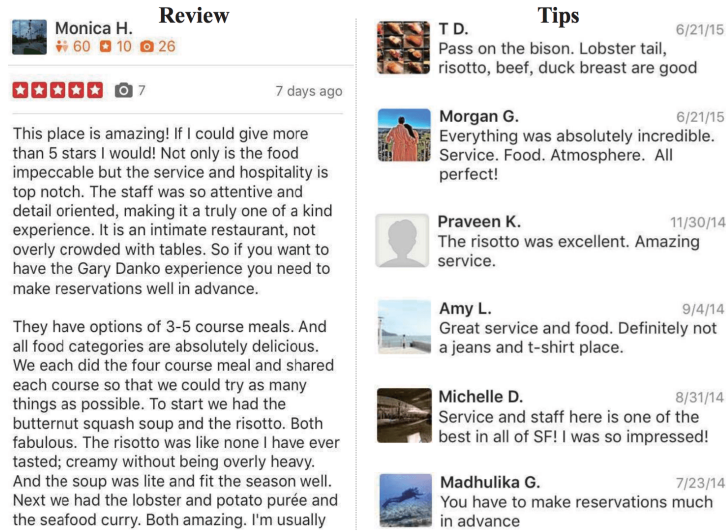 Review
Monica H.
60 10 26
7
7 days ago
This place is amazing! If I could give more
than 5 stars I would! Not only is the food
impeccable but the service and hospitality is
top notch. The staff was so attentive and
detail oriented, making it a truly one of a kind
experience. It is an intimate restaurant, not
overly crowded with tables. So if you want to
have the Gary Danko experience you need to
make reservations well in advance.
They have options of 3-5 course meals. And
all food categories are absolutely delicious.
We each did the four course meal and shared
each course so that we could try as many
things as possible. To start we had the
butternut squash soup and the risotto. Both
fabulous. The risotto was like none I have ever
tasted; creamy without being overly heavy.
And the soup was lite and fit the season well.
Next we had the lobster and potato purée and
the seafood curry. Both amazing. I'm usually
Tips
T D.
6/21/15
Pass on the bison. Lobster tail,
risotto, beef, duck breast are good
Morgan G.
6/21/15
Everything was absolutely incredible.
Service. Food. Atmosphere. All
perfect!
Praveen K.
11/30/14
The risotto was excellent. Amazing
service.
Amy L.
9/4/14
Great service and food. Definitely not
a jeans and t-shirt place.
Michelle D.
8/31/14
Service and staff here is one of the
best in all of SF! I was so impressed!
Madhulika G.
7/23/14
You have to make reservations much
in advance